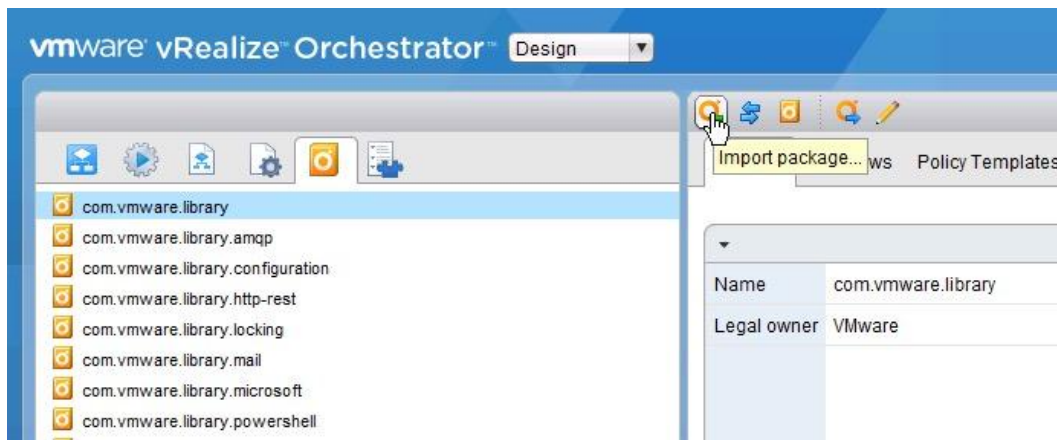 vmware® vRealize™ Orchestrator™ Design
Import package... ws Policy Templates
com.vmware.library
com.vmware.library.amqp
com.vmware.library.configuration
com.vmware.library.http-rest
com.vmware.library.locking
com.vmware.library.mail
com.vmware.library.microsoft
com.vmware.library.powershell
Name com.vmware.library
Legal owner VMware